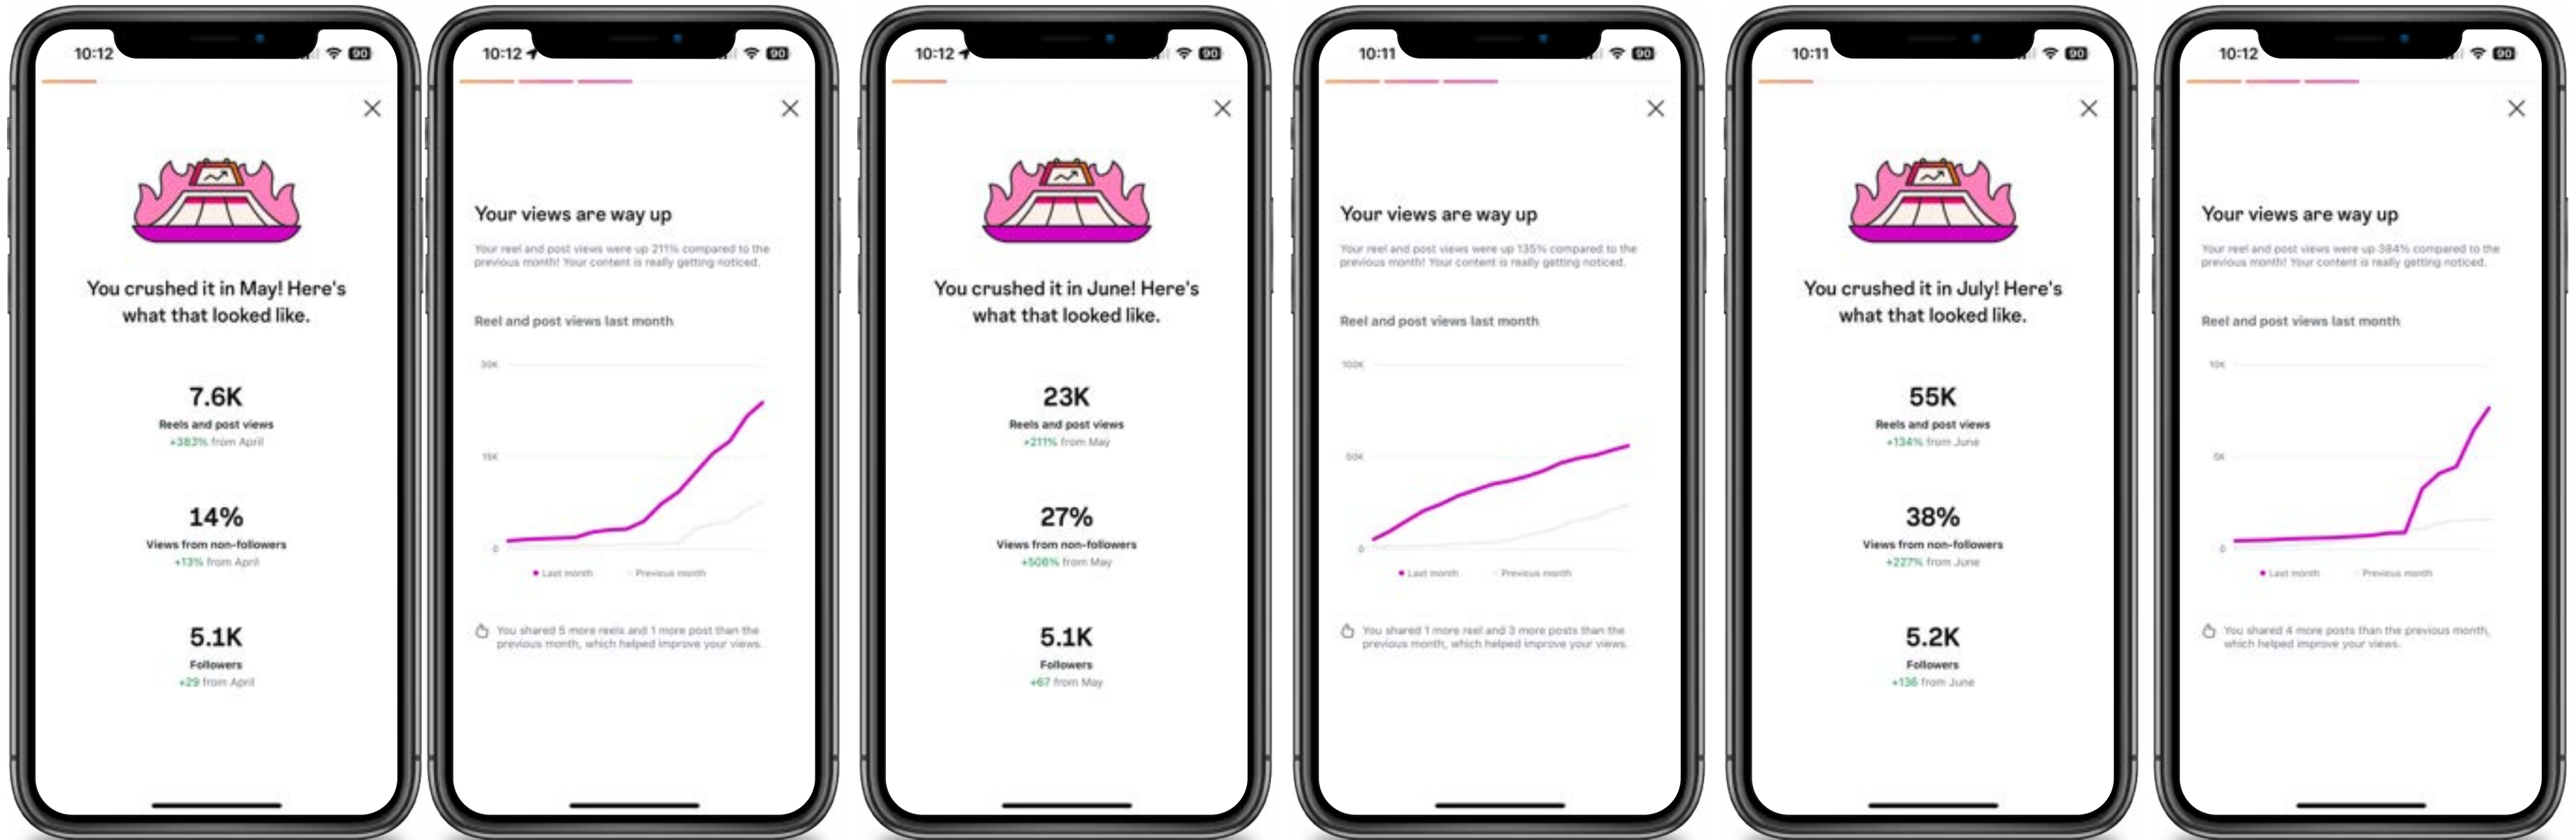 10:12
90
You crushed it in May! Here's
what that looked like.
7.6K
Reels and post views
+383% from April
14%
Views from non-followers
+13% from April
5.1K
Followers
+29 from April
10:12
90
Your views are way up
Your reel and post views were up 211% compared to the
previous month! Your content is really getting noticed.
Reel and post views last month
30K
15K
0
Last month
Previous month
You shared 5 more reels and 1 more post than the
previous month, which helped improve your views.
10:12
90
You crushed it in June! Here's
what that looked like.
23K
Reels and post views
+211% from May
27%
Views from non-followers
+506% from May
5.1K
Followers
+67 from May
10:11
90
Your views are way up
Your reel and post views were up 135% compared to the
previous month! Your content is really getting noticed.
Reel and post views last month
100K
50K
0
Last month
Previous month
You shared 1 more reel and 3 more posts than the
previous month, which helped improve your views.
10:11
90
You crushed it in July! Here's
what that looked like.
55K
Reels and post views
+134% from June
38%
Views from non-followers
+227% from June
5.2K
Followers
+136 from June
10:12
90
Your views are way up
Your reel and post views were up 384% compared to the
previous month! Your content is really getting noticed.
Reel and post views last month
10K
5K
0
Last month
Previous month
You shared 4 more posts than the previous month,
which helped improve your views.